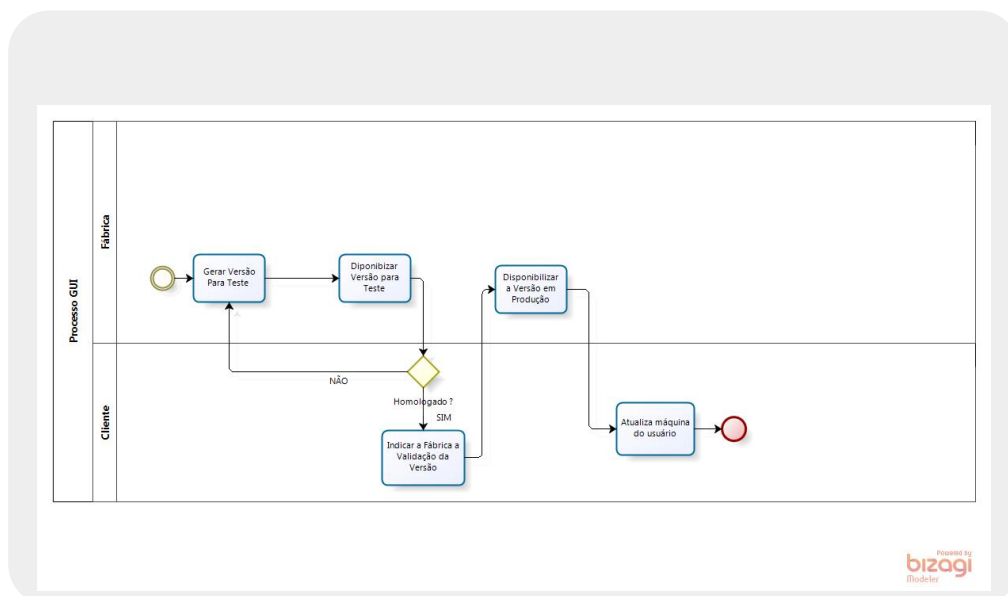 Processo GUI
Fábrica
Gerar Versão
Para Teste
Diponibizar
Versão para
Teste
Disponibilizar
a Versão em
Produção
Cliente
NÃO
Homologado ?
SIM
Indicar a Fábrica a
Validação da
Versão
Atualiza máquina
do usuário
Powered by
bizagi
Modeler